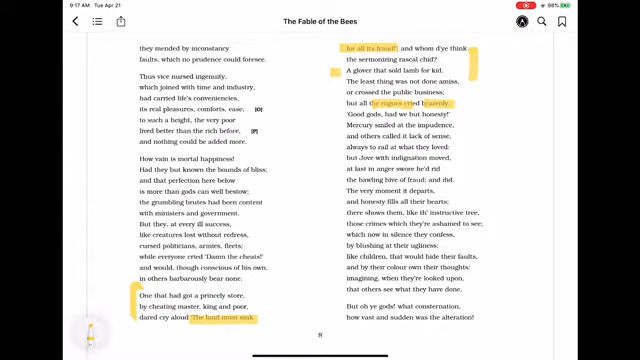 9:17 AM Tue Apr 21
98%
The Fable of the Bees
they mended by inconstancy
faults, which no prudence could foresee.
Thus vice nursed ingenuity,
which joined with time and industry,
had carried life's conveniencies,
its real pleasures, comforts, ease, [O]
to such a height, the very poor
lived better than the rich before, [P]
and nothing could be added more.
How vain is mortal happiness!
Had they but known the bounds of bliss;
and that perfection here below
is more than gods can well bestow;
the grumbling brutes had been content
with ministers and government.
But they, at every ill success,
like creatures lost without redress,
cursed politicians, armies, fleets;
while everyone cried 'Damn the cheats!'
and would, though conscious of his own,
in others barbarously bear none.
One that had got a princely store,
by cheating master, king and poor,
dared cry aloud 'The land must sink
for all its fraud!'; and whom d'ye think
the sermonizing rascal chid?
A glover that sold lamb for kid.
The least thing was not done amiss,
or crossed the public business;
but all the rogues cried brazenly,
'Good gods, had we but honesty!'
Mercury smiled at the impudence,
and others called it lack of sense,
always to rail at what they loved:
but Jove with indignation moved,
at last in anger swore he'd rid
the bawling hive of fraud; and did.
The very moment it departs,
and honesty fills all their hearts;
there shows them, like th' instructive tree,
those crimes which they're ashamed to see;
which now in silence they confess,
by blushing at their ugliness:
like children, that would hide their faults,
and by their colour own their thoughts:
imagining, when they're looked upon,
that others see what they have done.
But oh ye gods! what consternation,
how vast and sudden was the alteration!
8